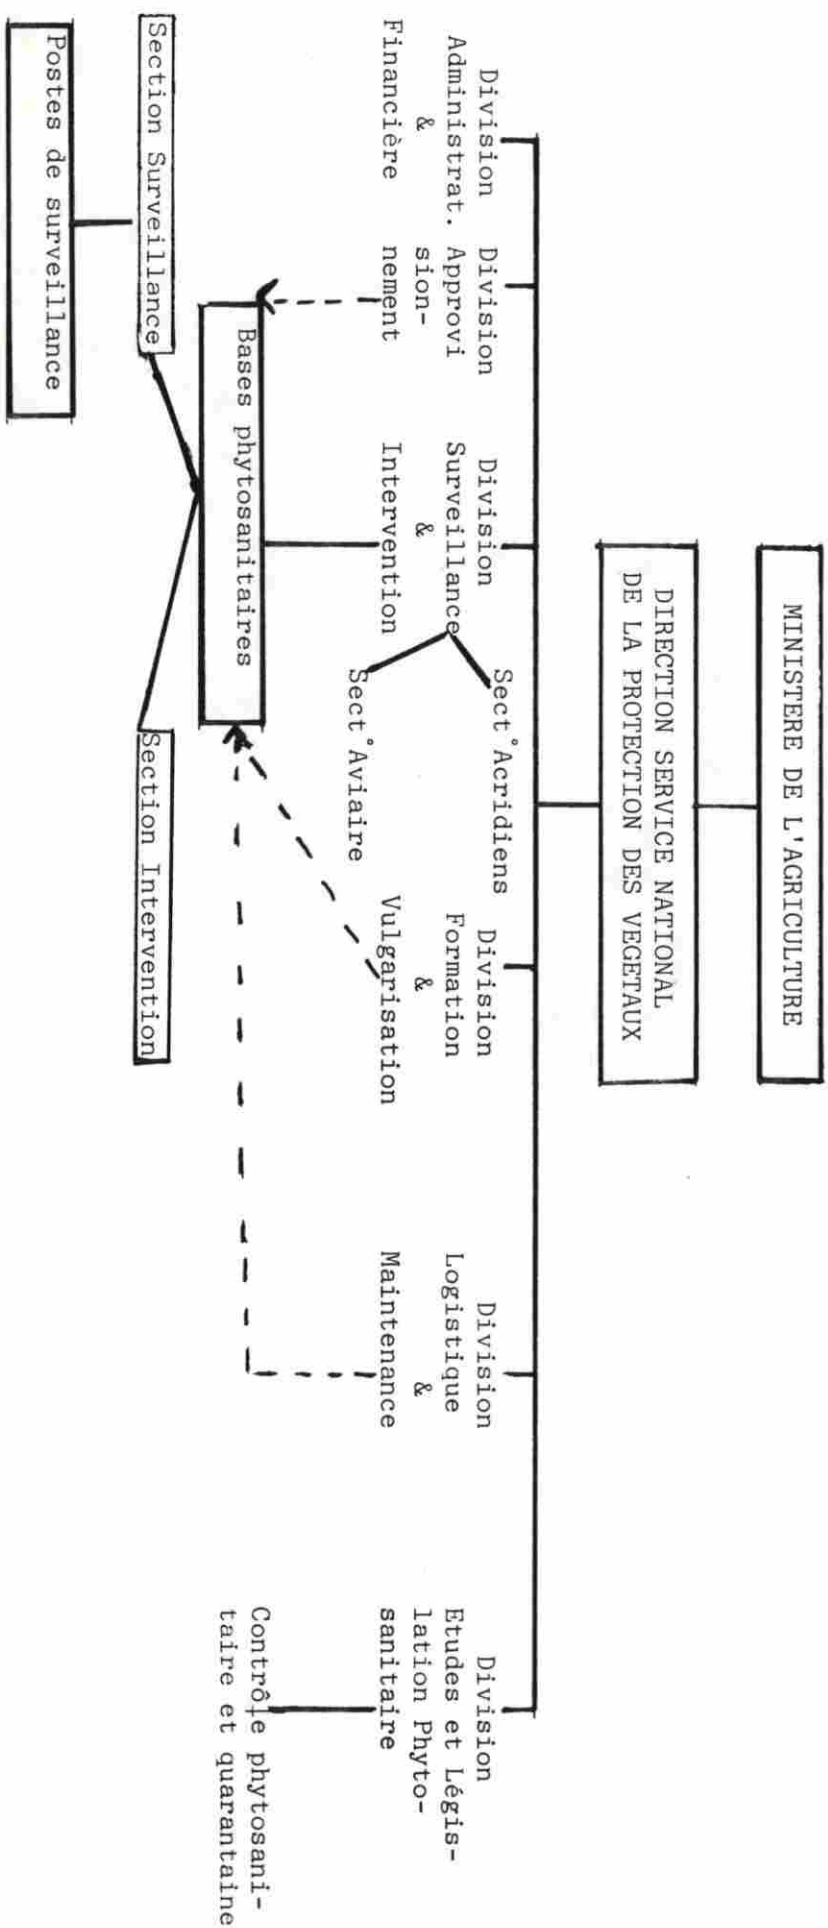 MINISTERE DE L'AGRICULTURE
DIRECTION SERVICE NATIONAL
DE LA PROTECTION DES VEGETAUX
Division
Administrat.
&
Financière
Division
Approvi
sion-
nement
Division
Surveillance
&
Intervention
Sect°Acridiens
Sect°Aviaire
Division
Formation
&
Vulgarisation
Division
Logistique
&
Maintenance
Division
Etudes et Légis-
lation Phyto-
sanitaire
Contrôle phytosani-
taire et quarantaine
Bases phytosanitaires
Section Surveillance
Section Intervention
Postes de surveillance